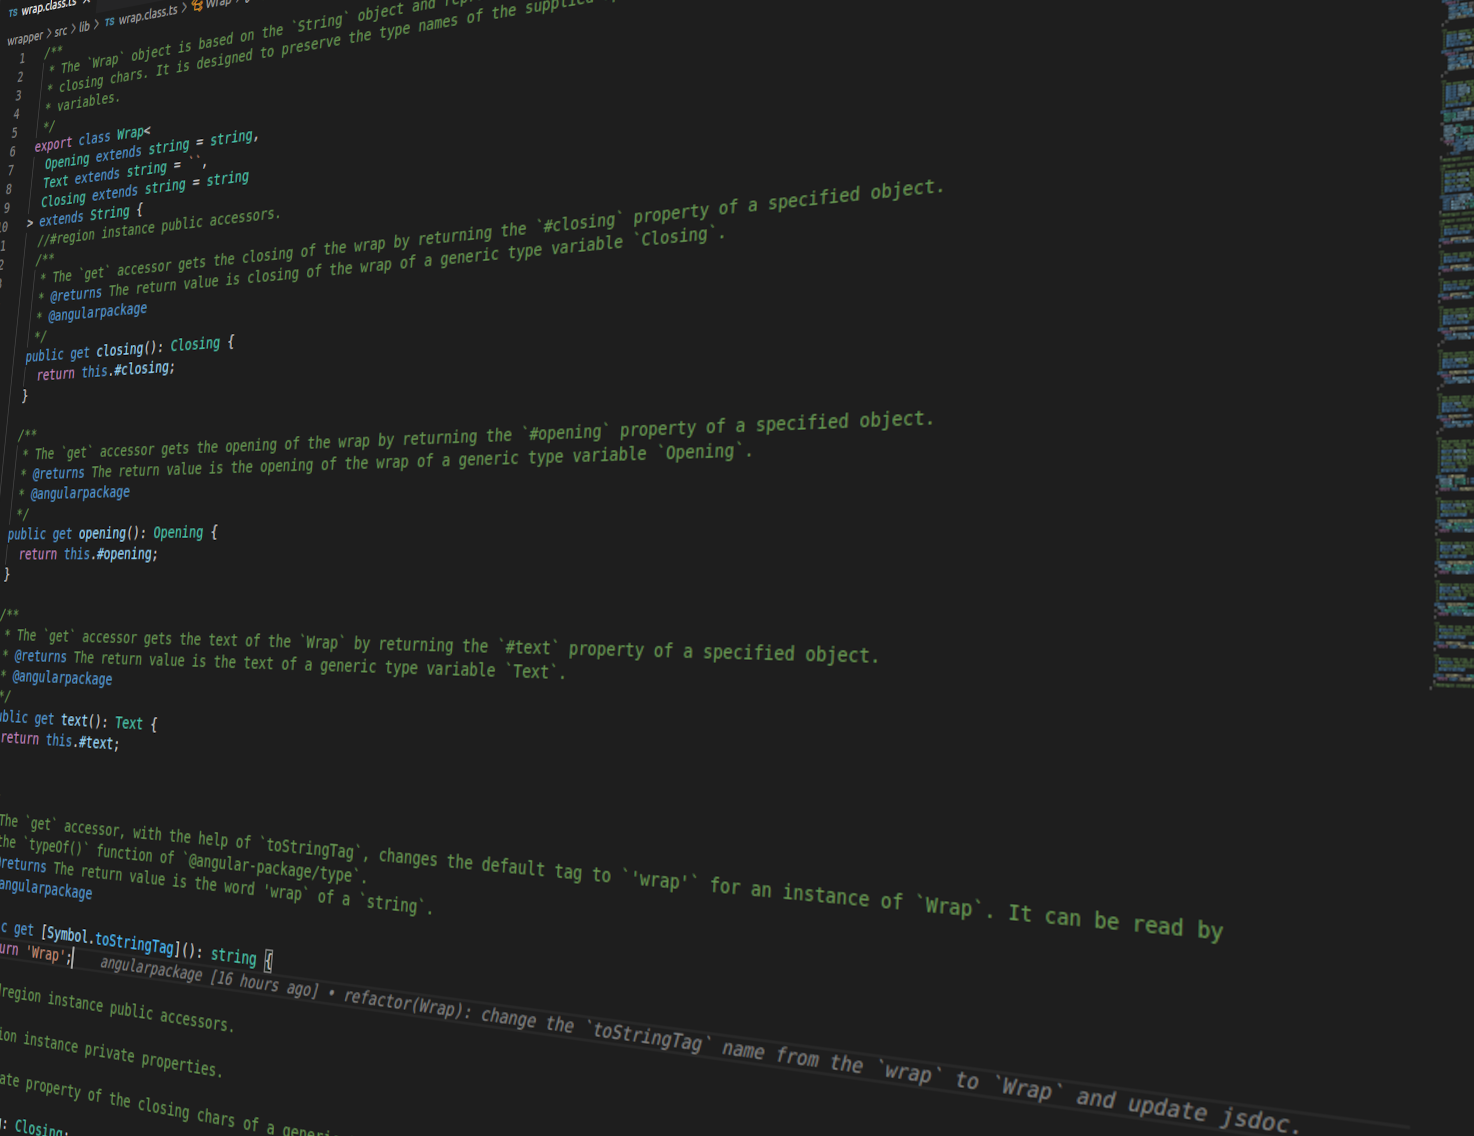 TS wrap.class.ts
wrapper > src > lib > TS wrap.class.ts > Wrap >
1 /**
2 * The `Wrap` object is based on the `String` object and
3 * closing chars. It is designed to preserve the type names of the supplied
4 * variables.
5 */
6 export class Wrap<
7 Opening extends string = string,
8 Text extends string = ``,
9 Closing extends string = string
> extends String {
//#region instance public accessors.
/**
* The `get` accessor gets the closing of the wrap by returning the `#closing` property of a specified object.
* @returns The return value is closing of the wrap of a generic type variable `Closing`.
* @angularpackage
*/
public get closing(): Closing {
return this.#closing;
}
/**
* The `get` accessor gets the opening of the wrap by returning the `#opening` property of a specified object.
* @returns The return value is the opening of the wrap of a generic type variable `Opening`.
* @angularpackage
*/
public get opening(): Opening {
return this.#opening;
}
/**
* The `get` accessor gets the text of the `Wrap` by returning the `#text` property of a specified object.
* @returns The return value is the text of a generic type variable `Text`.
* @angularpackage
*/
ublic get text(): Text {
return this.#text;
The `get` accessor, with the help of `toStringTag`, changes the default tag to `'wrap'` for an instance of `Wrap`. It can be read by
the `typeOf()` function of `@angular-package/type`.
@returns The return value is the word 'wrap` of a `string`.
angularpackage
c get [Symbol.toStringTag](): string {
urn 'Wrap'; angularpackage [16 hours ago] • refactor(Wrap): change the `toStringTag` name from the `wrap` to `Wrap` and update jsdoc.
region instance public accessors.
ion instance private properties.
ate property of the closing chars of a
: Closing;